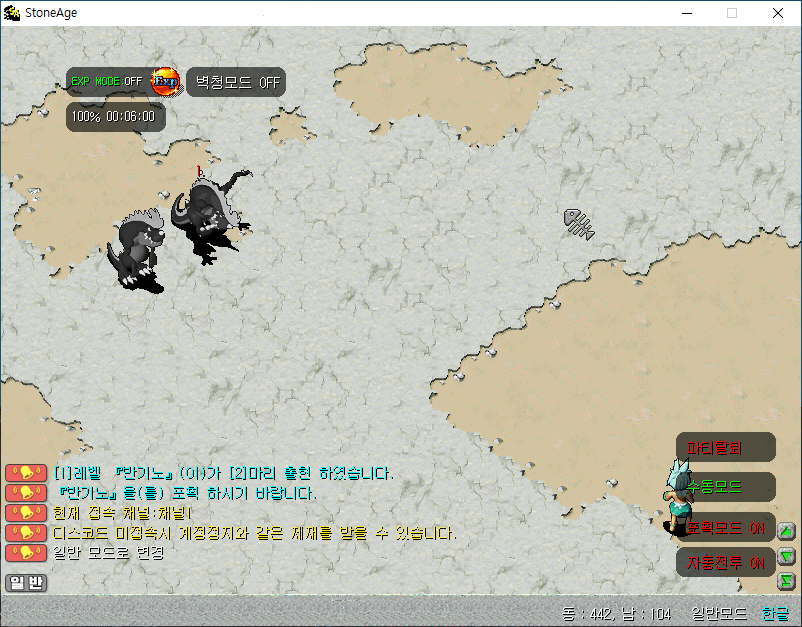 StoneAge
EXP MODE:OFF
Exp
벽청모드 OFF
100% 00:06:00
파티탈퇴
[1]레벨 『반기노』(이)가 [2]마리 출현 하였습니다.
수동모드
『반기노』을(를) 포획 하시기 바랍니다.
현재 접속 채널:채널1
포획모드 ON
디스코드 미접속시 계정정지와 같은 제재를 받을 수 있습니다.
일반 모드로 변경
자동전투 ON
일 반
동 : 442, 남 : 104 일반모드 한글